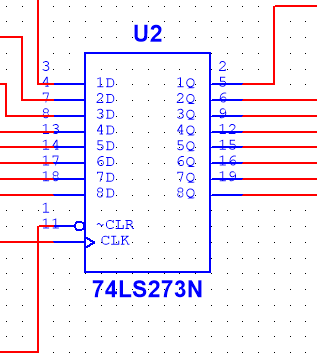 U2
3 2
4 1D 1Q 5
7 2D 2Q 6
8 3D 3Q 9
13 4D 4Q 12
14 5D 5Q 15
17 6D 6Q 16
18 7D 7Q 19
8D 8Q
1
11 ~CLR
CLK
74LS273N